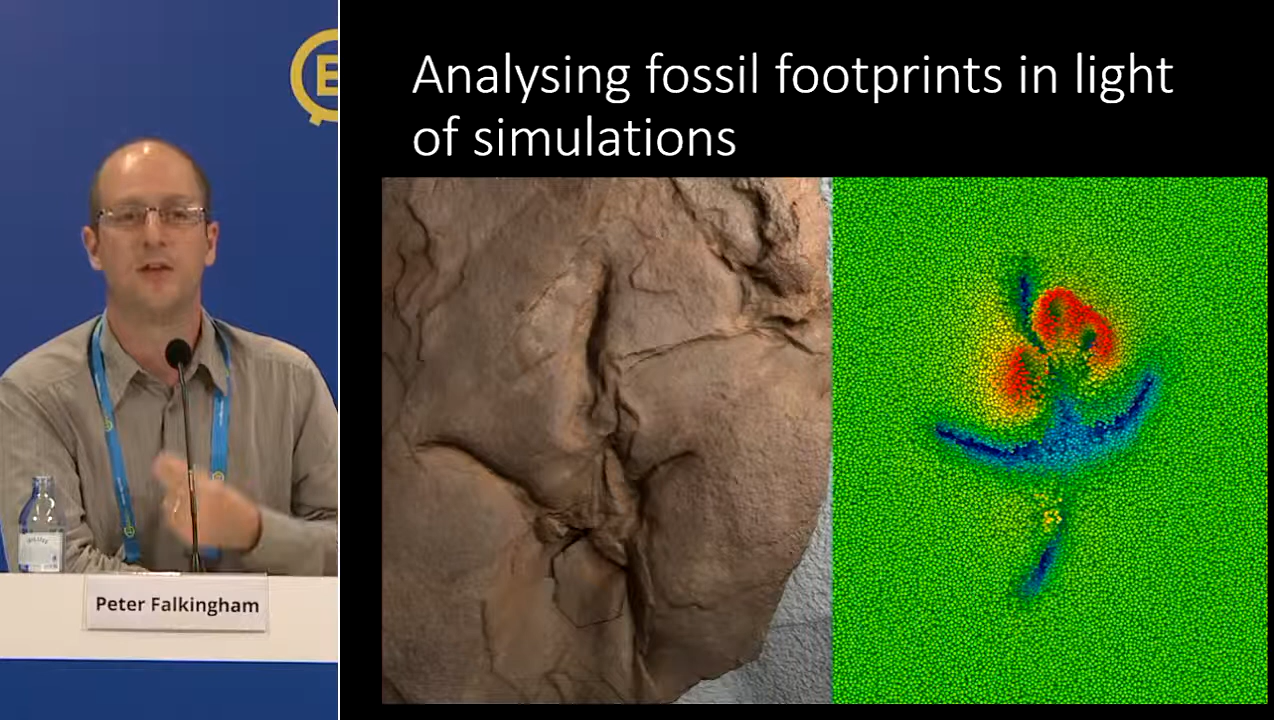 E
Analysing fossil footprints in light
of simulations
Peter Falkingham